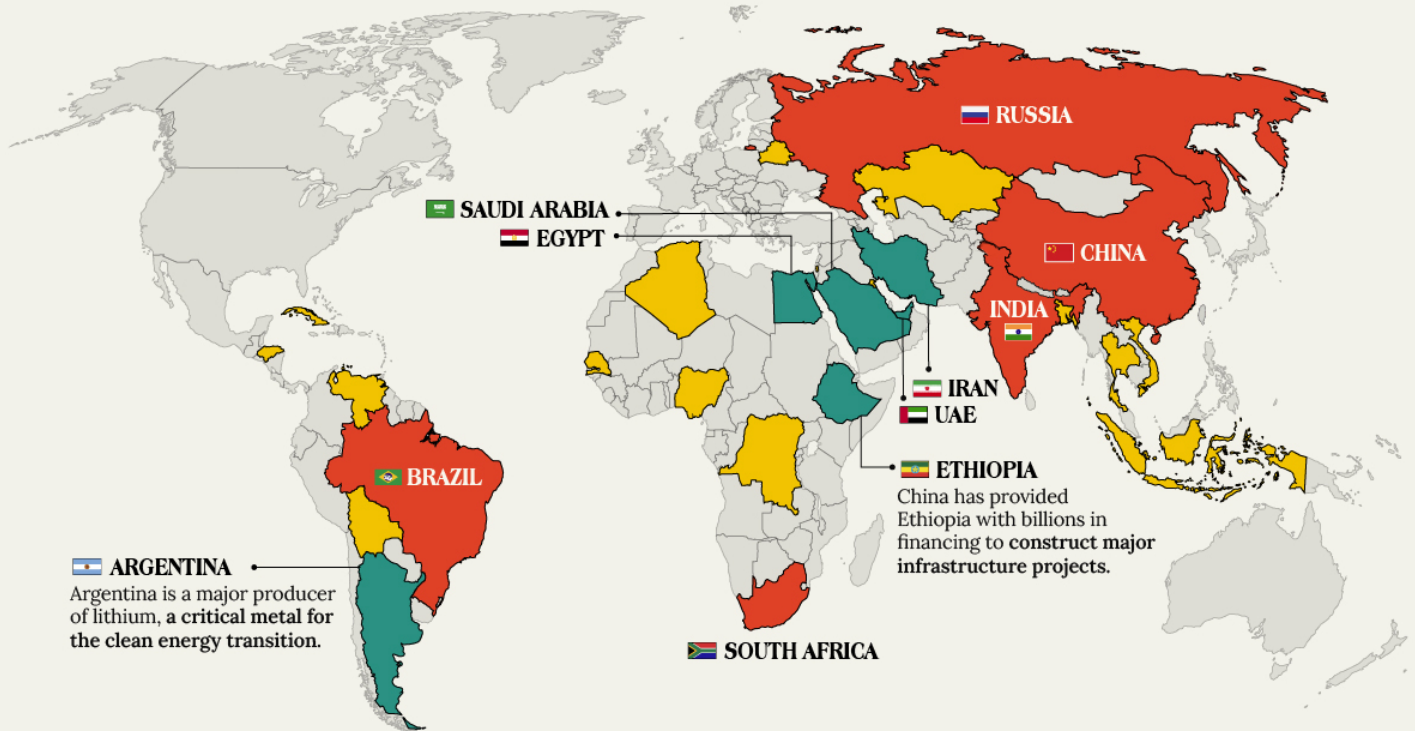 RUSSIA
SAUDI ARABIA
EGYPT
CHINA
INDIA
IRAN
UAE
BRAZIL
ETHIOPIA
China has provided
Ethiopia with billions in
financing to construct major
infrastructure projects.
ARGENTINA
Argentina is a major producer
of lithium, a critical metal for
the clean energy transition.
SOUTH AFRICA